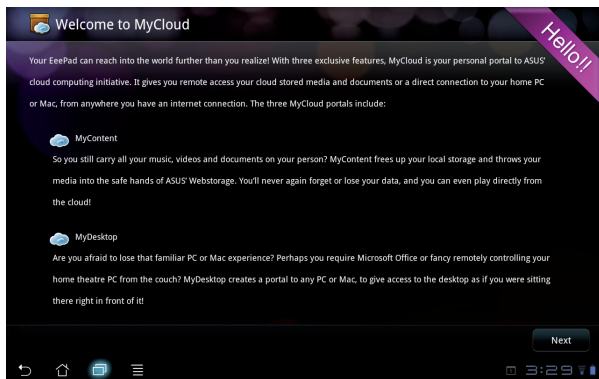 Welcome to MyCloud
Hello!!
Your EeePad can reach into the world further than you realize! With three exclusive features, MyCloud is your personal portal to ASUS'
cloud computing initiative. It gives you remote access your cloud stored media and documents or a direct connection to your home PC
or Mac, from anywhere you have an internet connection. The three MyCloud portals include:
MyContent
So you still carry all your music, videos and documents on your person? MyContent frees up your local storage and throws your
media into the safe hands of ASUS' Webstorage. You'll never again forget or lose your data, and you can even play directly from
the cloud!
MyDesktop
Are you afraid to lose that familiar PC or Mac experience? Perhaps you require Microsoft Office or fancy remotely controlling your
home theatre PC from the couch? MyDesktop creates a portal to any PC or Mac, to give access to the desktop as if you were sitting
there right in front of it!
Next
3:29